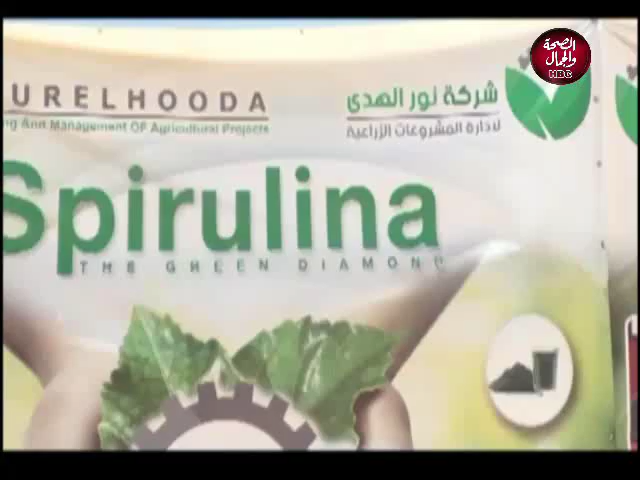 الصحة
والجمال
HBC
URELHOODA
شركة نور الهدى
ng And Management OF Agricultural Projects
لادارة المشروعات الزراعية
Spirulina
THE GREEN DIAMOND